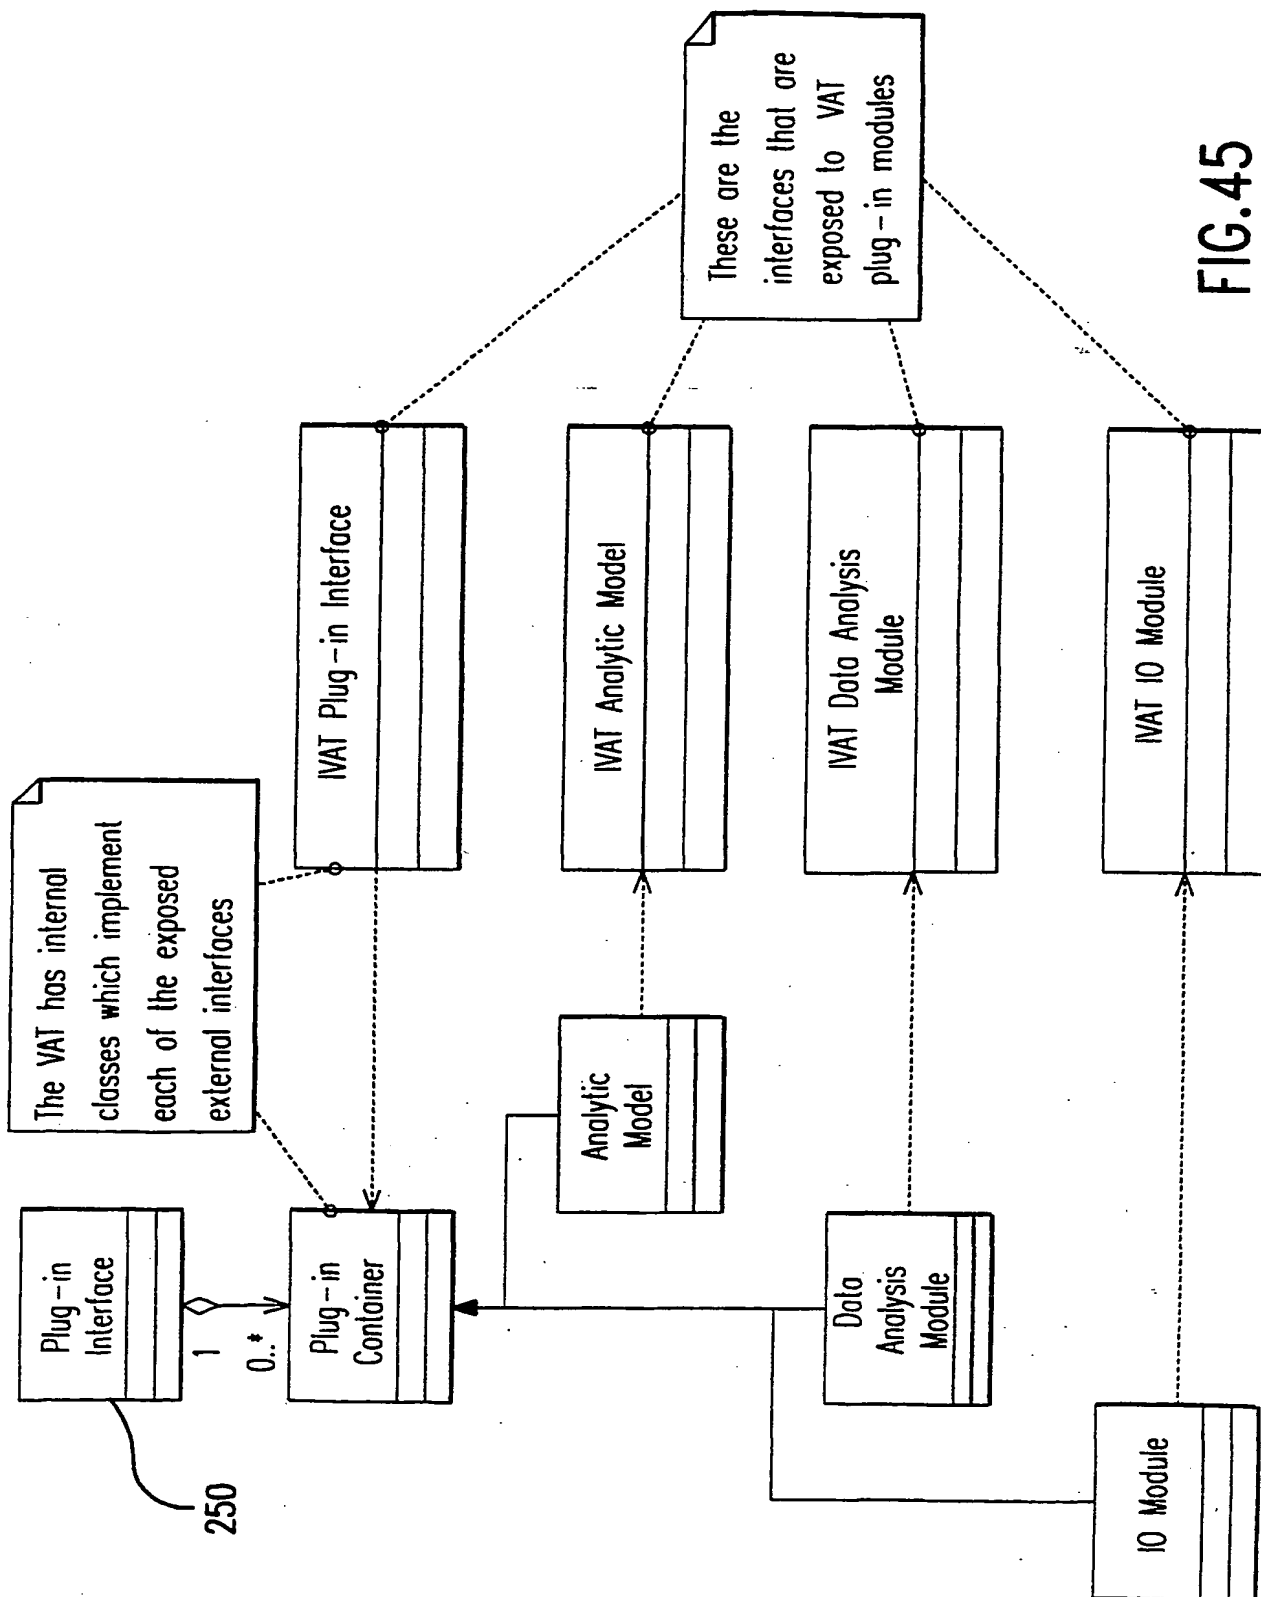 The VAT has internal
classes which implement
each of the exposed
external interfaces
Plug-in
Interface
250
1
0..*
Plug-in
Container
IVAT Plug-in Interface
Analytic
Model
IVAT Analytic Model
Data
Analysis
Module
IVAT Data Analysis
Module
IO Module
IVAT IO Module
These are the
interfaces that are
exposed to VAT
plug-in modules
FIG.45